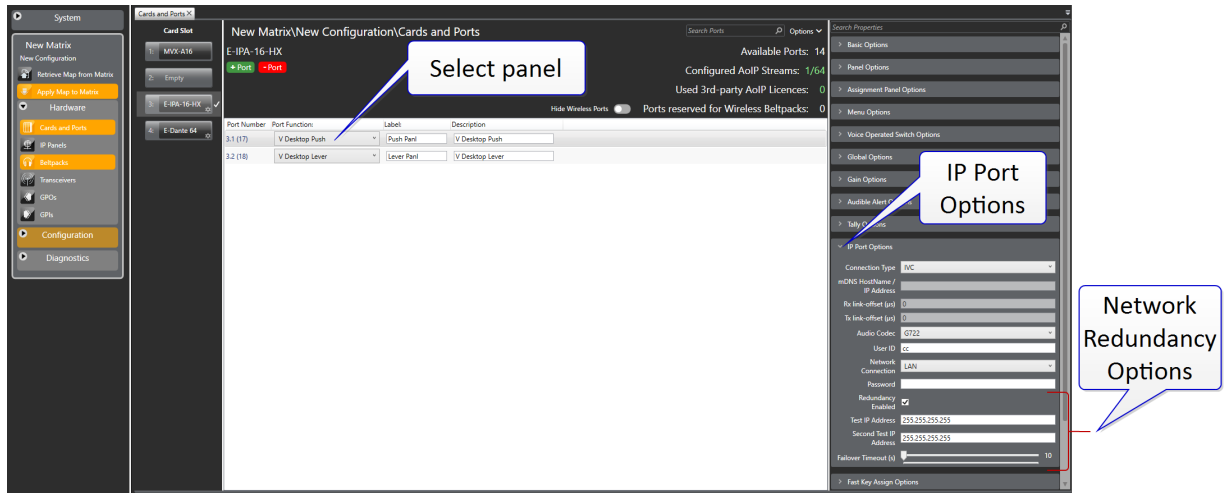 System
New Matrix
New Configuration
Retrieve Map from Matrix
Apply Map to Matrix
Hardware
Cards and Ports
IP Panels
Beltpacks
Transceivers
GPOs
GPIs
Configuration
Diagnostics
Cards and Ports ×
Card Slot
1: MVX-A16
2: Empty
3: E-IPA-16-HX
4: E-Dante 64
New Matrix\New Configuration\Cards and Ports
Search Ports
Options
E-IPA-16-HX
Available Ports: 14
+ Port
- Port
Configured AoIP Streams: 1/64
Used 3rd-party AoIP Licences: 0
Hide Wireless Ports
Ports reserved for Wireless Beltpacks: 0
Port Number Port Function: Label: Description
3.1 (17) V Desktop Push Push Panl V Desktop Push
3.2 (18) V Desktop Lever Lever Panl V Desktop Lever
Select panel
Search Properties
Basic Options
Panel Options
Assignment Panel Options
Menu Options
Voice Operated Switch Options
Global Options
Gain Options
Audible Alert
Tally
IP Port Options
Connection Type IVC
mDNS HostName /
IP Address
Rx link-offset (µs) 0
Tx link-offset (µs) 0
Audio Codec G722
User ID cc
Network
Connection LAN
Password
Redundancy
Enabled
Test IP Address 255.255.255.255
Second Test IP
Address 255.255.255.255
Failover Timeout (s) 10
Fast Key Assign Options
IP Port
Options
Network
Redundancy
Options